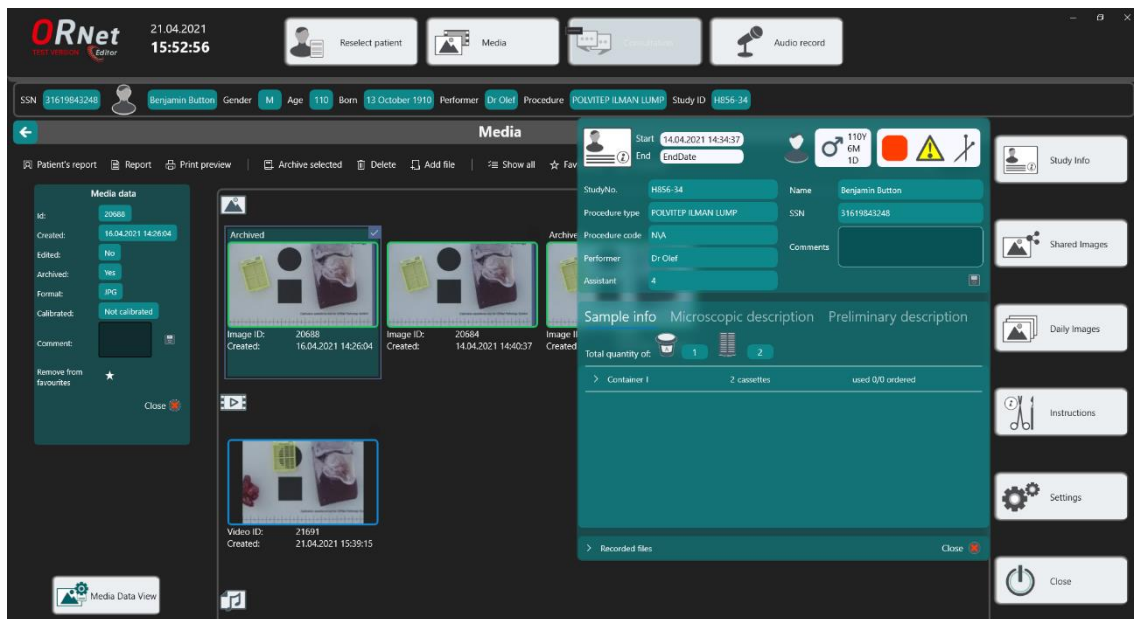 ORNet
TEST VERSION Editor
21.04.2021
15:52:56
Reselect patient
Media
Audio record
SSN 31619843248 Benjamin Button Gender M Age 110 Born 13 October 1910 Performer Dr Olef Procedure POLVITEP ILMAN LUMP Study ID H856-34
Media
Patient's report Report Print preview Archive selected Delete Add file Show all Fav
Media data
Id: 20688
Created: 16.04.2021 14:26:04
Edited: No
Archived: Yes
Format: JPG
Calibrated: Not calibrated
Comment:
Remove from
favourites
Close
Media Data View
Archived
Image ID: 20688
Created: 16.04.2021 14:26:04
Image ID: 20684
Created: 14.04.2021 14:40:37
Archive
Image I
Created
Video ID: 21691
Created: 21.04.2021 15:39:15
Start 14.04.2021 14:34:37
End EndDate
110Y
6M
1D
StudyNo. H856-34
Procedure type POLVITEP ILMAN LUMP
Procedure code N\A
Performer Dr Olef
Assistant 4
Name Benjamin Button
SSN 31619843248
Comments
Sample info Microscopic description Preliminary description
Total quantity of: 1 2
> Container I 2 cassettes used 0/0 ordered
> Recorded files Close
Study Info
Shared Images
Daily Images
Instructions
Settings
Close